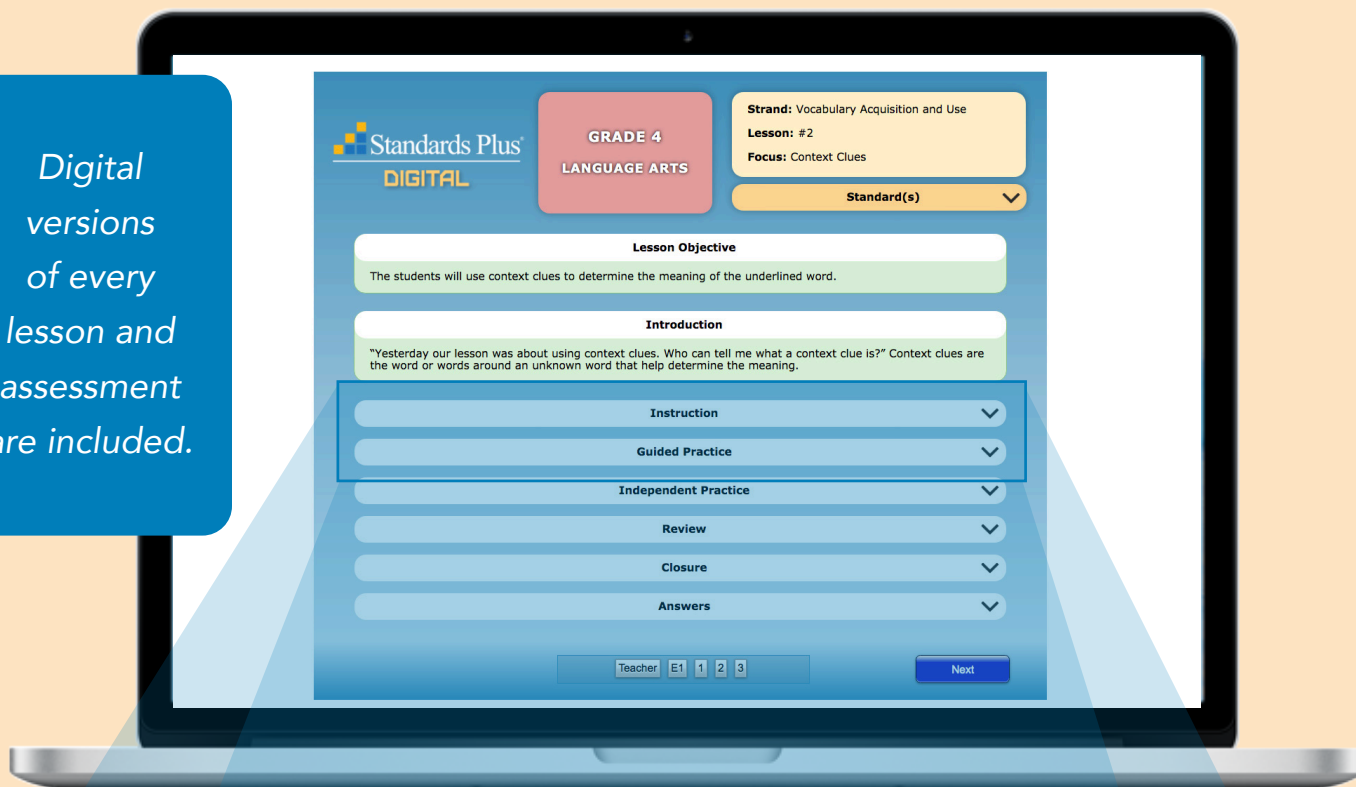 Digital
versions
of every
lesson and
assessment
are included.
Standards Plus®
DIGITAL
GRADE 4
LANGUAGE ARTS
Strand: Vocabulary Acquisition and Use
Lesson: #2
Focus: Context Clues
Standard(s)
Lesson Objective
The students will use context clues to determine the meaning of the underlined word.
Introduction
"Yesterday our lesson was about using context clues. Who can tell me what a context clue is?" Context clues are
the word or words around an unknown word that help determine the meaning.
Instruction
Guided Practice
Independent Practice
Review
Closure
Answers
Teacher E1 1 2 3
Next